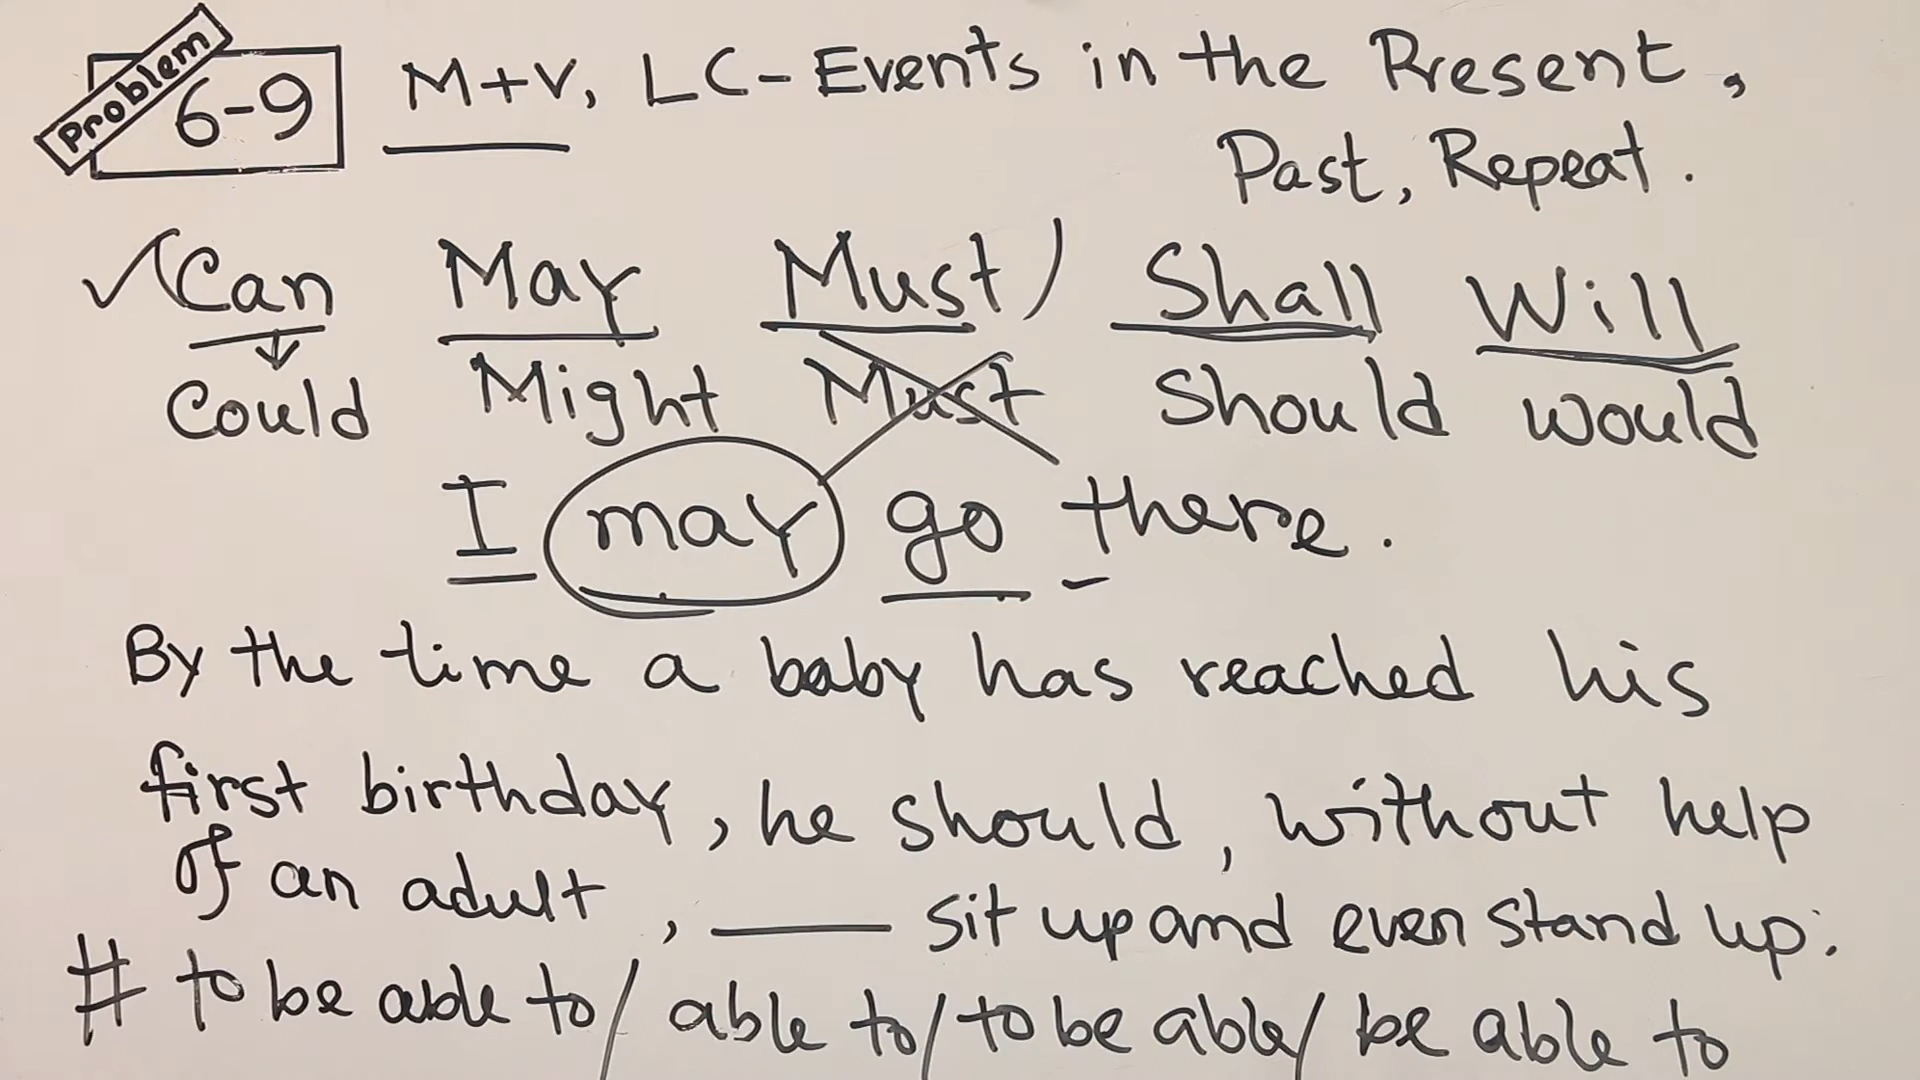 Problem
6-9 M+V, LC-Events in the Present,
Past, Repeat.
Can May Must) Shall Will
Could Might Must Should would
I may go there.
By the time a baby has reached his
first birthday, he should, without help
of an adult, ____ sit up and even stand up.
# to be able to / able to / to be able / be able to